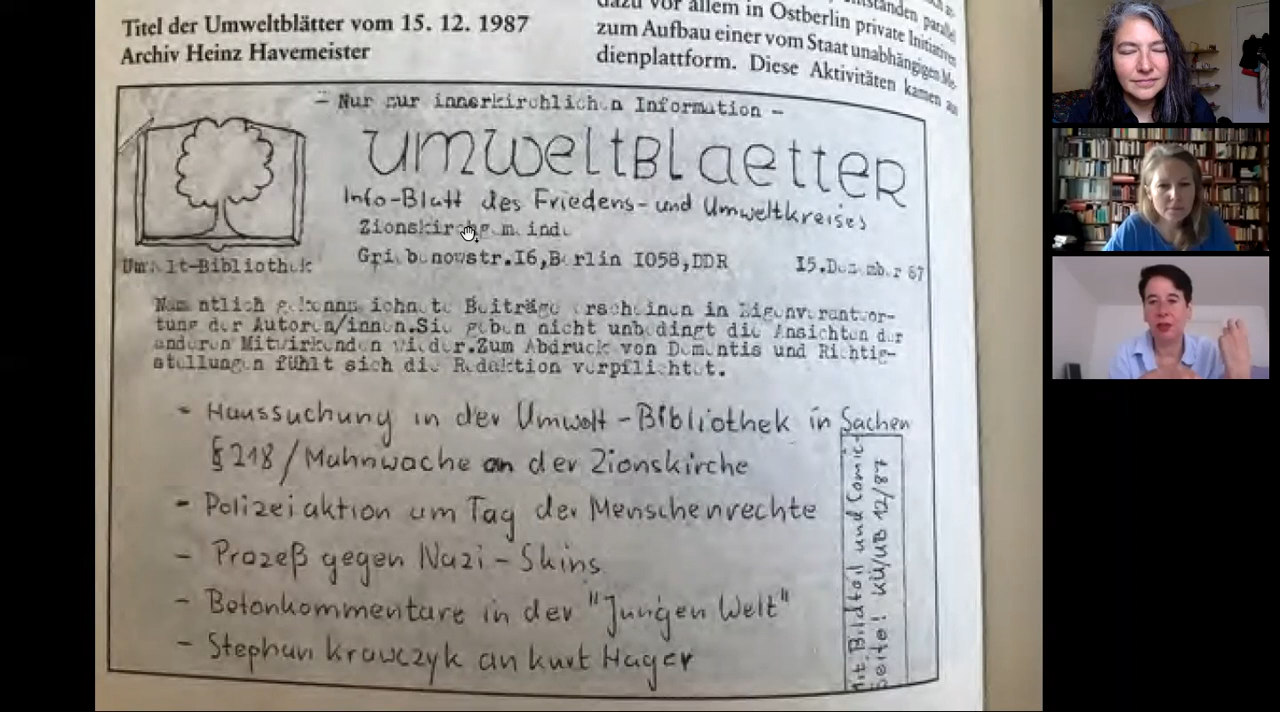 Titel der Umweltblätter vom 15. 12. 1987
Archiv Heinz Havemeister
dazu vor allem in Ostberlin private Initiativen
zum Aufbau einer vom Staat unabhängigen Me-
dienplattform. Diese Aktivitäten kamen aus
– Nur zur innerkirchlichen Information –
UMWELTBLAETTER
Info-Blatt des Friedens- und Umweltkreises
Zionskirchgemeinde
Griebenowstr.16, Berlin 1058, DDR
15.Dezember 87
Umwelt-Bibliothek
Namentlich gekennzeichnete Beiträge erscheinen in Eigenverantwor-
tung der Autoren/innen.Sie geben nicht unbedingt die Ansichten der
anderen Mitwirkenden wieder.Zum Abdruck von Dementis und Richtig-
stellungen fühlt sich die Redaktion verpflichtet.
- Haussuchung in der Umwelt-Bibliothek in Sachen
§ 218 / Mahnwache an der Zionskirche
- Polizeiaktion um Tag der Menschenrechte
- Prozeß gegen Nazi-Skins
- Betonkommentare in der "Jungen Welt"
- Stephan Krawczyk an Kurt Hager
Mit Bildteil und Comic-
Seite! KÜ/UB 12/87